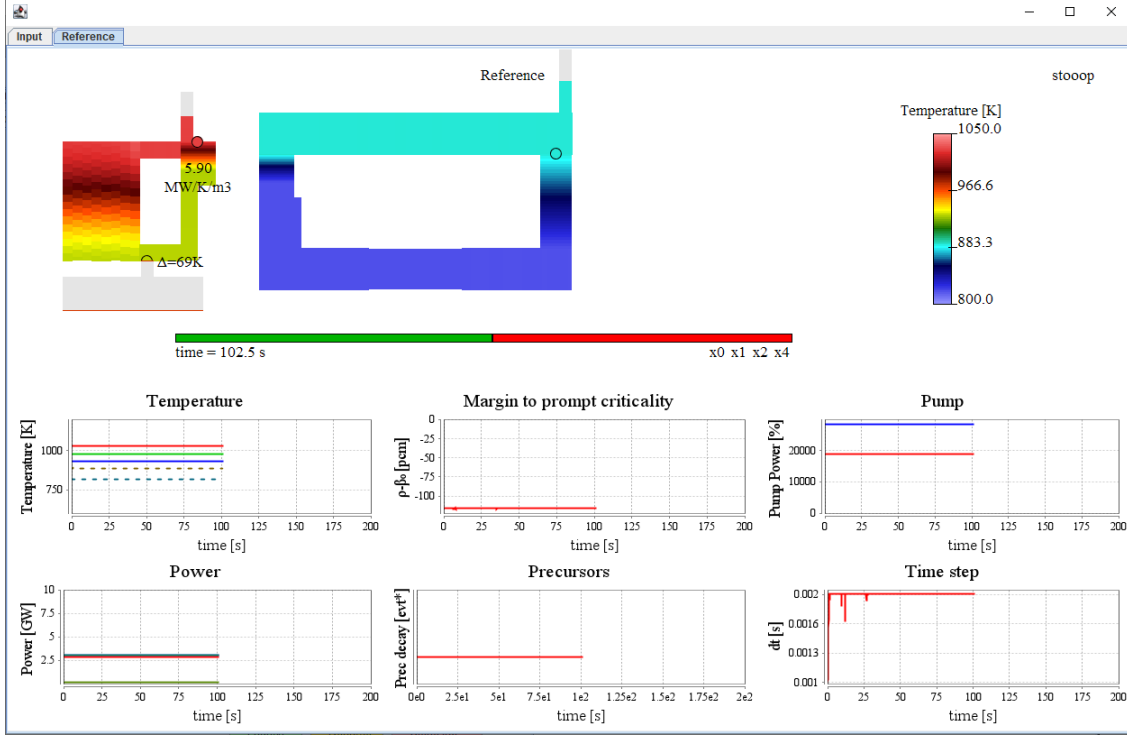 Input Reference
Reference
stooop
Temperature [K]
1050.0
966.6
883.3
800.0
5.90
MW/K/m3
Δ=69K
time = 102.5 s
x0 x1 x2 x4
Temperature
Temperature [K]
1000
750
0 25 50 75 100 125 150 175 200
time [s]
Margin to prompt criticality
ρ-β₀ [pcm]
0
-25
-50
-75
-100
0 25 50 75 100 125 150 175 200
time [s]
Pump
Pump Power [%]
20000
10000
0
0 25 50 75 100 125 150 175 200
time [s]
Power
Power [GW]
10
7.5
5
2.5
0 25 50 75 100 125 150 175 200
time [s]
Precursors
Prec decay [evt*]
0e0 2.5e1 5e1 7.5e1 1e2 1.25e2 1.5e2 1.75e2 2e2
time [s]
Time step
dt [s]
0.002
0.0016
0.0013
0.001
0 25 50 75 100 125 150 175 200
time [s]